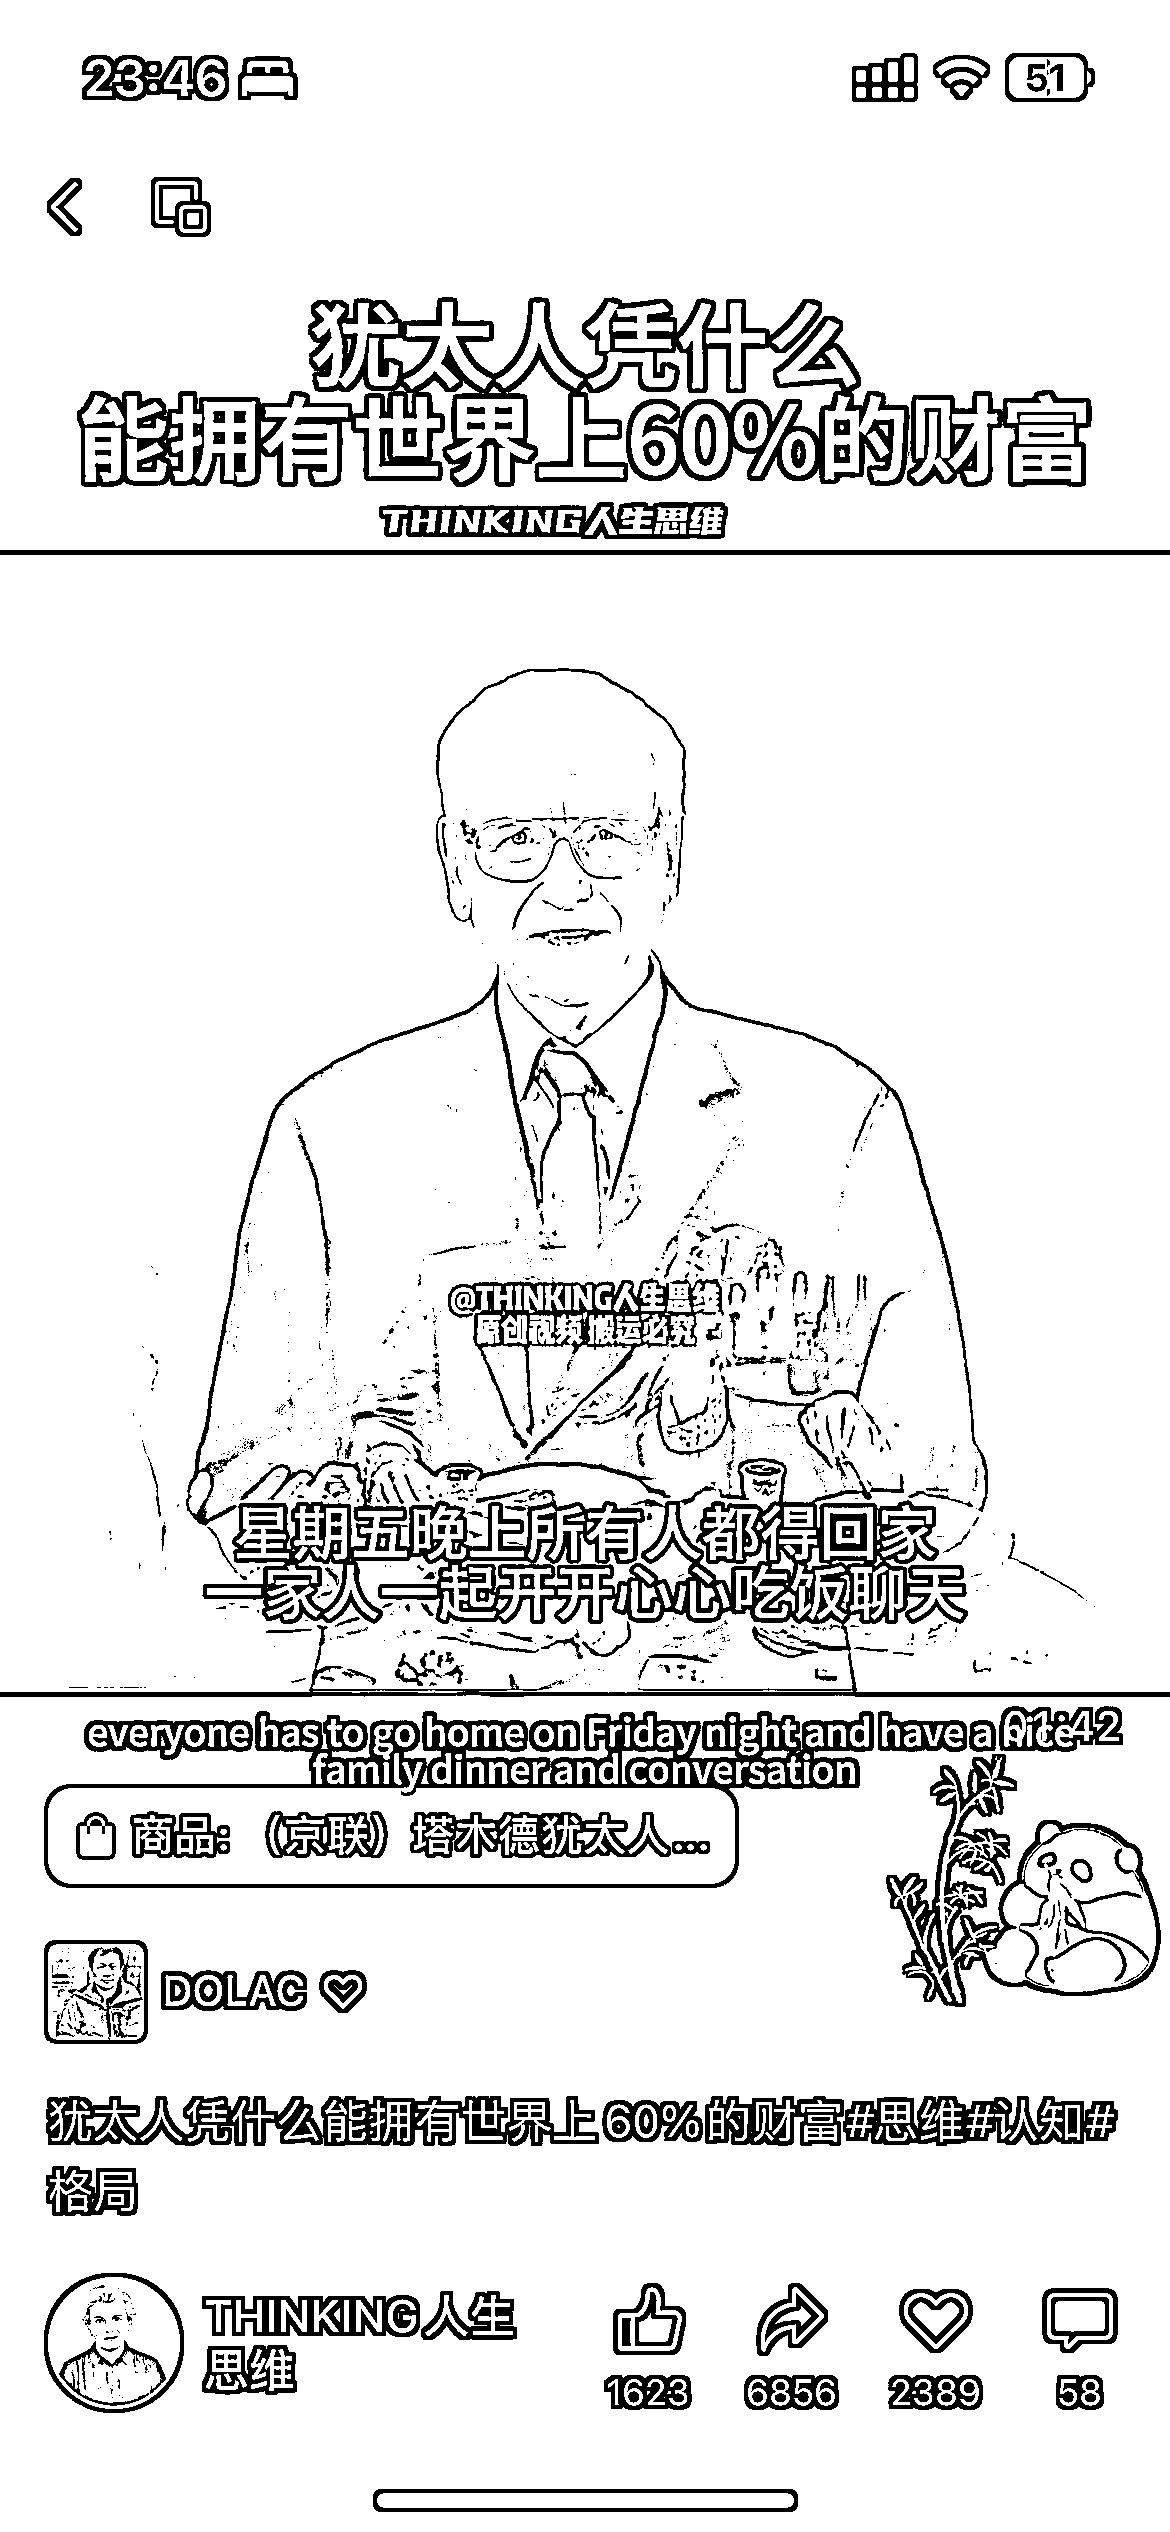 23:46
51
犹太人凭什么
能拥有世界上60%的财富
THINKING人生思维
@THINKING人生思维
原创视频 搬运必究
星期五晚上所有人都得回家
一家人一起开开心心吃饭聊天
everyone has to go home on Friday night and have a nice
01:42
family dinner and conversation
商品：（京联）塔木德犹太人...
DOLAC
犹太人凭什么能拥有世界上 60%的财富#思维#认知#
格局
THINKING人生
思维
1623
6856
2389
58